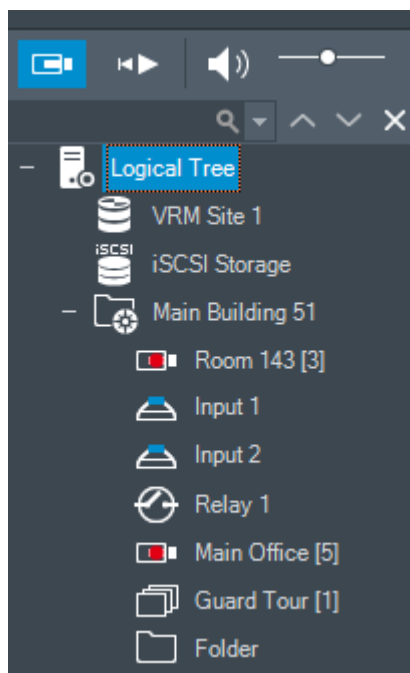 Logical Tree
VRM Site 1
iSCSI
iSCSI Storage
Main Building 51
Room 143 [3]
Input 1
Input 2
Relay 1
Main Office [5]
Guard Tour [1]
Folder